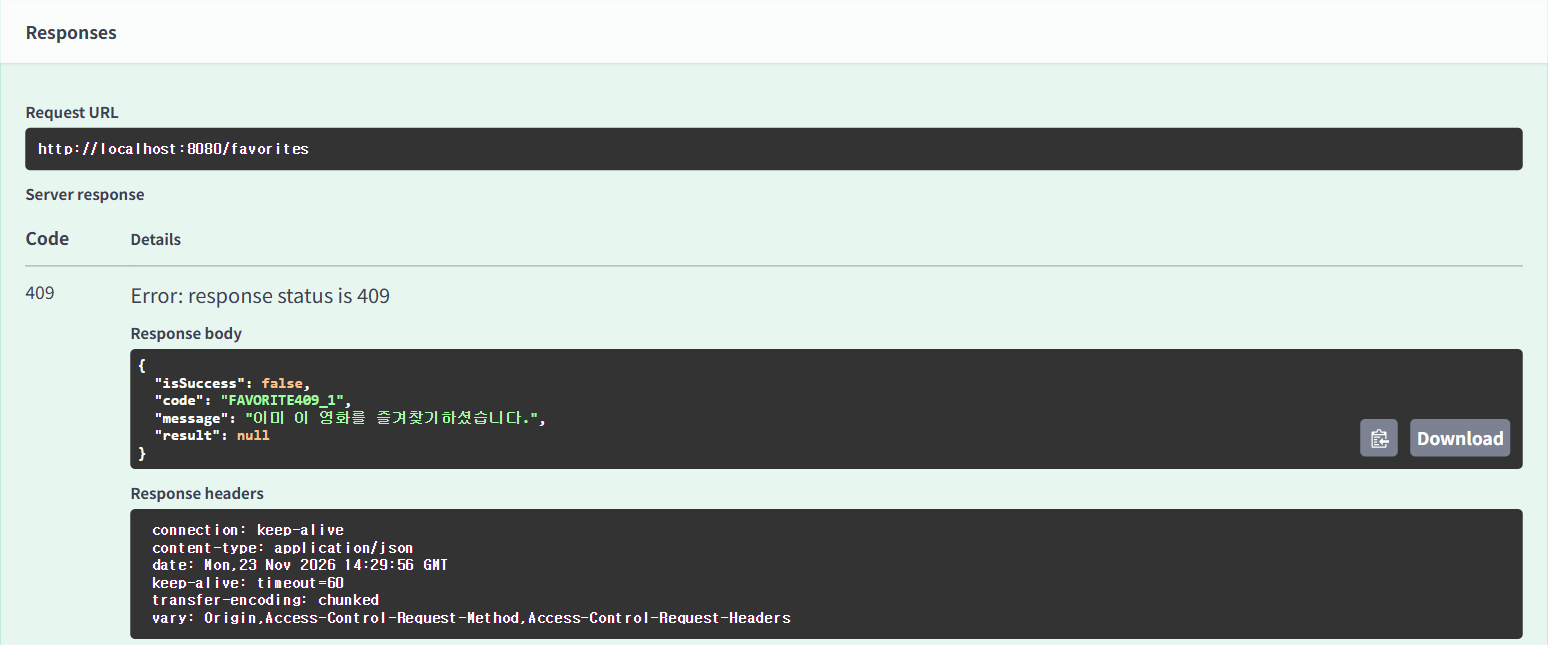 Responses
Request URL
http://localhost:8080/favorites
Server response
Code Details
409 Error: response status is 409
Response body
{
"isSuccess": false,
"code": "FAVORITE409_1",
"message": "이미 이 영화를 즐겨찾기하셨습니다.",
"result": null
}
Download
Response headers
connection: keep-alive
content-type: application/json
date: Mon,23 Nov 2026 14:29:56 GMT
keep-alive: timeout=60
transfer-encoding: chunked
vary: Origin,Access-Control-Request-Method,Access-Control-Request-Headers